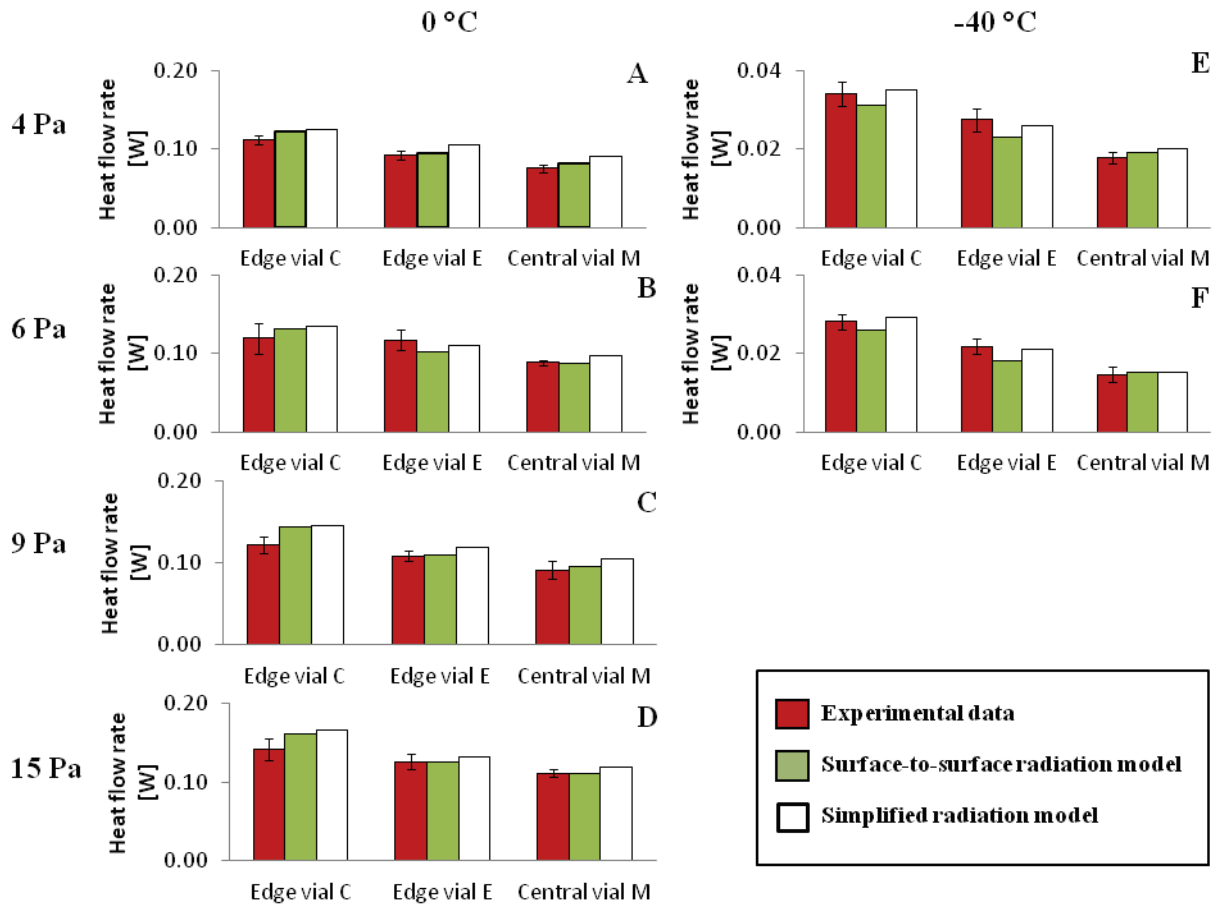 0 °C
-40 °C
4 Pa
Heat flow rate
[W]
0.20
0.10
0.00
A
Edge vial C Edge vial E Central vial M
Heat flow rate
[W]
0.04
0.02
0.00
E
Edge vial C Edge vial E Central vial M
6 Pa
Heat flow rate
[W]
0.20
0.10
0.00
B
Edge vial C Edge vial E Central vial M
Heat flow rate
[W]
0.04
0.02
0.00
F
Edge vial C Edge vial E Central vial M
9 Pa
Heat flow rate
[W]
0.20
0.10
0.00
C
Edge vial C Edge vial E Central vial M
15 Pa
Heat flow rate
[W]
0.20
0.10
0.00
D
Edge vial C Edge vial E Central vial M
Experimental data
Surface-to-surface radiation model
Simplified radiation model